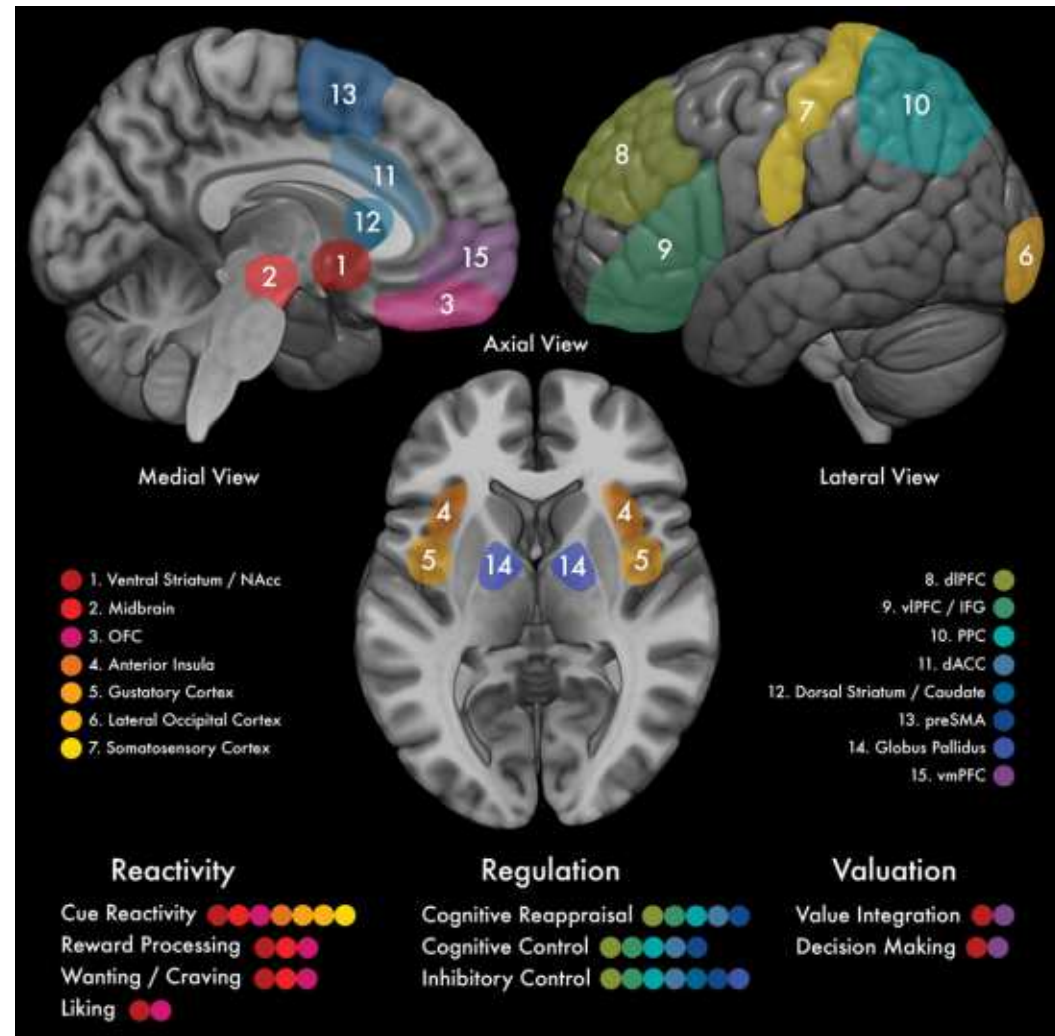 13
11
12
1
2
15
3
8
7
10
9
6
Axial View
Medial View
Lateral View
4 4
5 14 14 5
1. Ventral Striatum / NAcc
2. Midbrain
3. OFC
4. Anterior Insula
5. Gustatory Cortex
6. Lateral Occipital Cortex
7. Somatosensory Cortex
8. dlPFC
9. vlPFC / IFG
10. PPC
11. dACC
12. Dorsal Striatum / Caudate
13. preSMA
14. Globus Pallidus
15. vmPFC
Reactivity
Cue Reactivity
Reward Processing
Wanting / Craving
Liking
Regulation
Cognitive Reappraisal
Cognitive Control
Inhibitory Control
Valuation
Value Integration
Decision Making